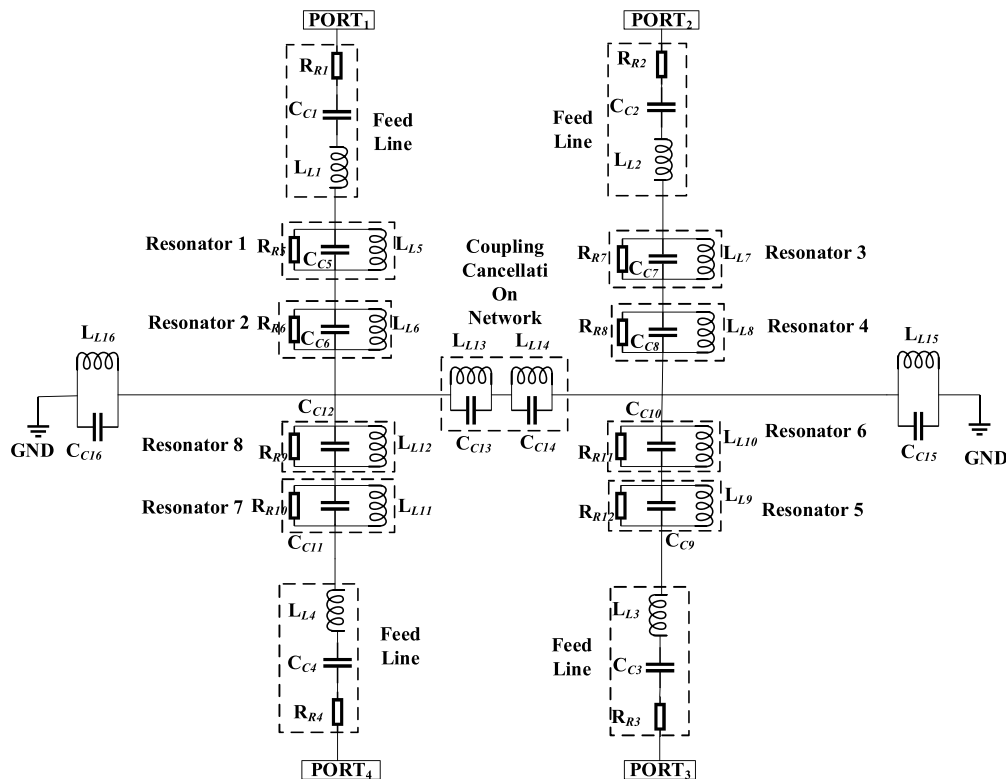 PORT1
PORT2
RR1
CC1
LL1
Feed
Line
RR2
CC2
LL2
Feed
Line
Resonator 1
RR5
CC5
LL5
Resonator 2
RR6
CC6
LL6
Coupling
Cancellati
On
Network
LL13
LL14
CC13
CC14
RR7
CC7
LL7
Resonator 3
RR8
CC8
LL8
Resonator 4
LL16
CC16
GND
LL15
CC15
GND
CC12
Resonator 8
RR9
LL12
Resonator 7
RR10
LL11
CC11
CC10
RR11
LL10
Resonator 6
RR12
LL9
Resonator 5
CC9
LL4
CC4
RR4
Feed
Line
LL3
CC3
RR3
Feed
Line
PORT4
PORT3